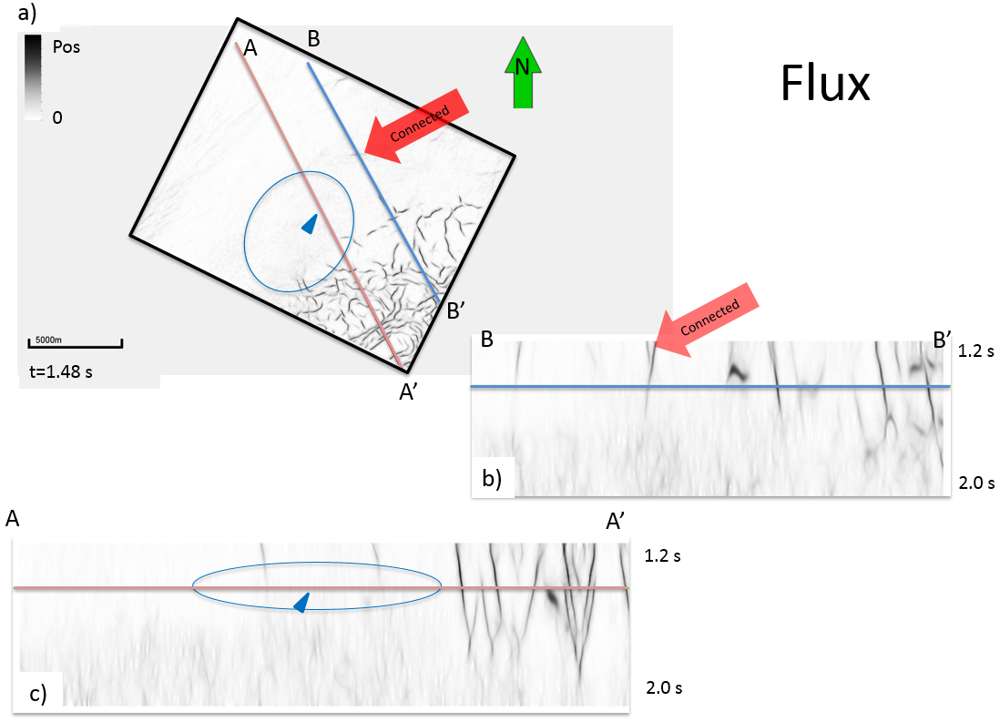 a)
Pos
0
A
B
N
Connected
Flux
B'
A'
5000m
t=1.48 s
Connected
B
B'
1.2 s
b)
2.0 s
A
A'
1.2 s
c)
2.0 s